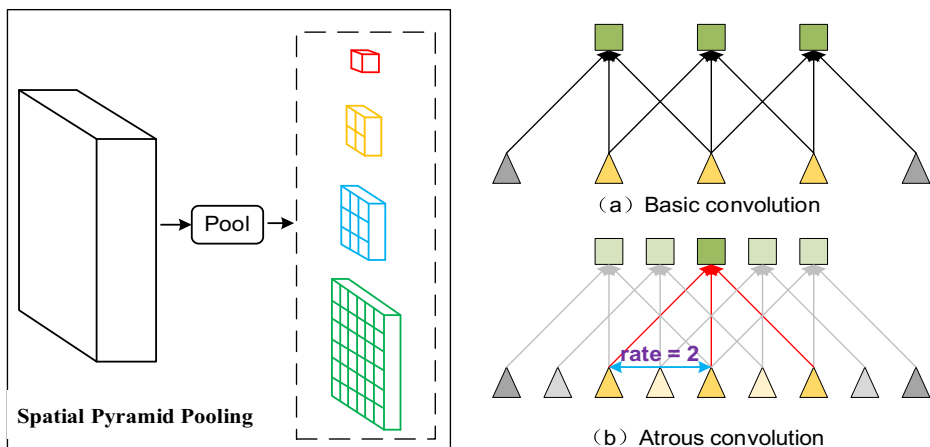 Pool
Spatial Pyramid Pooling
（a）Basic convolution
rate = 2
（b）Atrous convolution